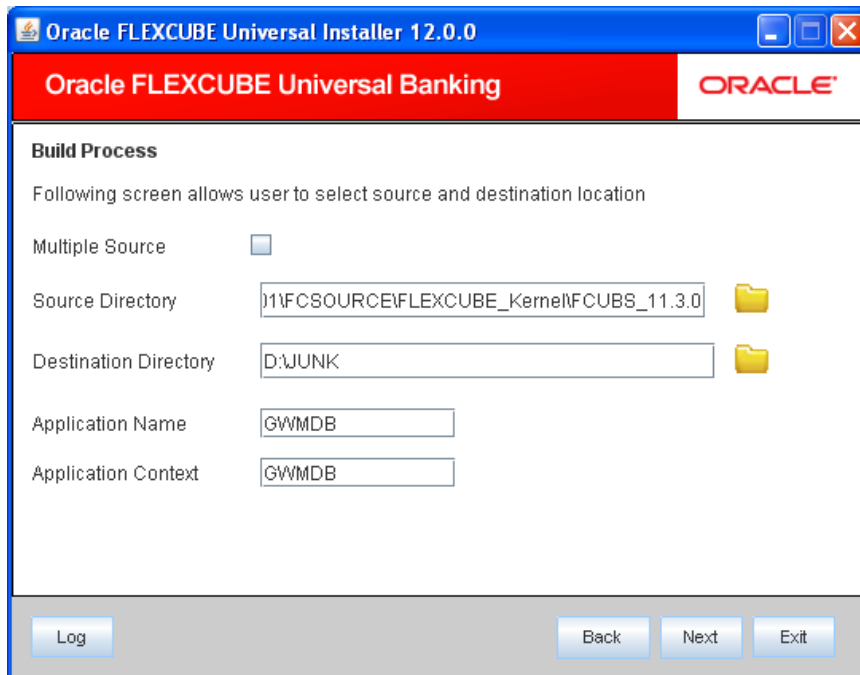 Oracle FLEXCUBE Universal Installer 12.0.0
Oracle FLEXCUBE Universal Banking
ORACLE
Build Process
Following screen allows user to select source and destination location
Multiple Source
Source Directory )1\FCSOURCE\FLEXCUBE_Kernel\FCUBS_11.3.0
Destination Directory D:\JUNK
Application Name GWMDB
Application Context GWMDB
Log Back Next Exit